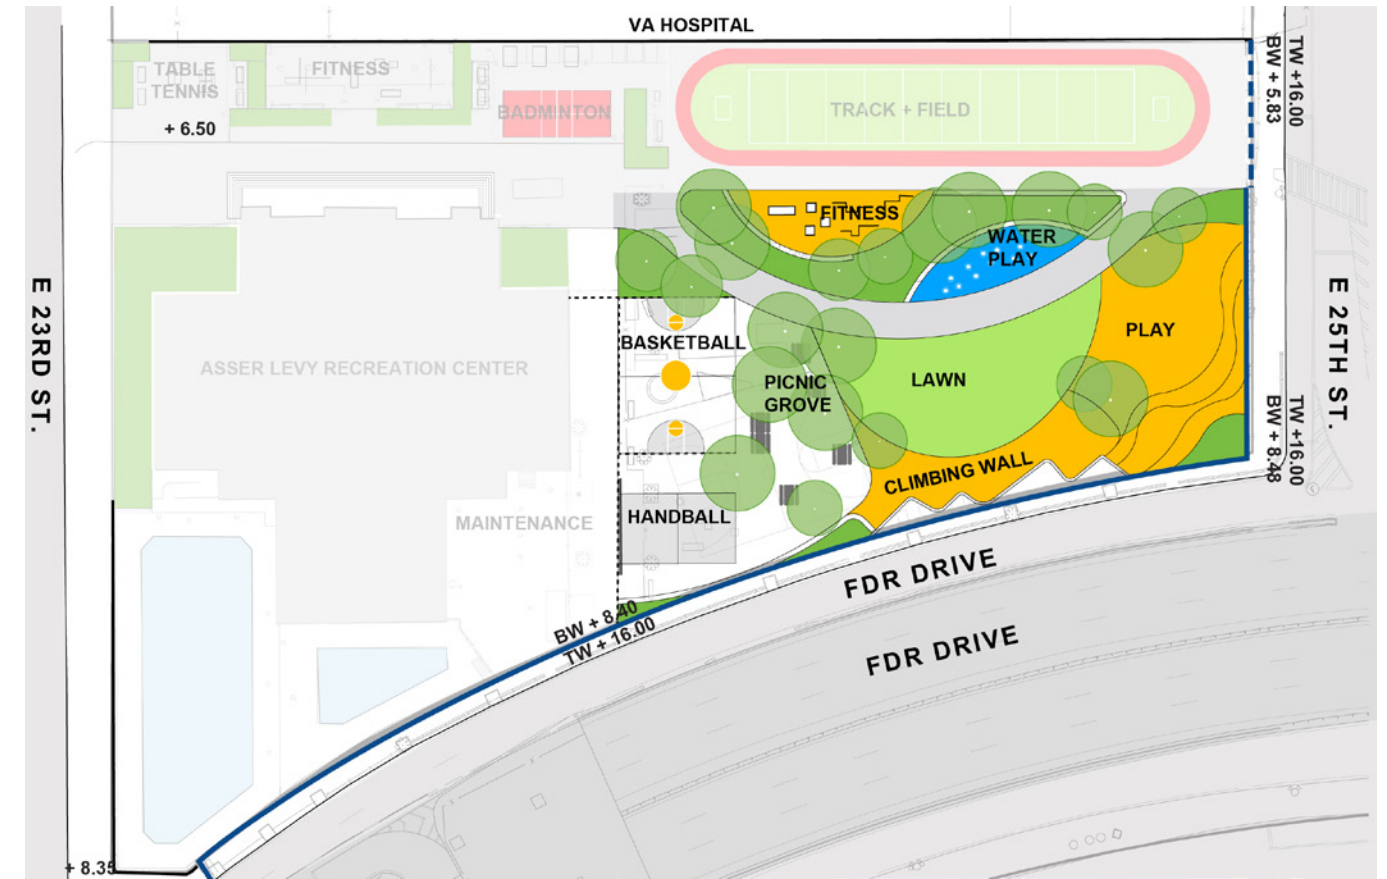 VA HOSPITAL
TABLE
TENNIS
FITNESS
BADMINTON
TRACK + FIELD
+ 6.50
TW +16.00
BW + 5.83
FITNESS
WATER
PLAY
E 23RD ST.
E 25TH ST.
BASKETBALL
PLAY
ASSER LEVY RECREATION CENTER
PICNIC
GROVE
LAWN
TW +16.00
BW + 8.48
CLIMBING WALL
MAINTENANCE
HANDBALL
FDR DRIVE
BW + 8.40
TW + 16.00
FDR DRIVE
+ 8.35